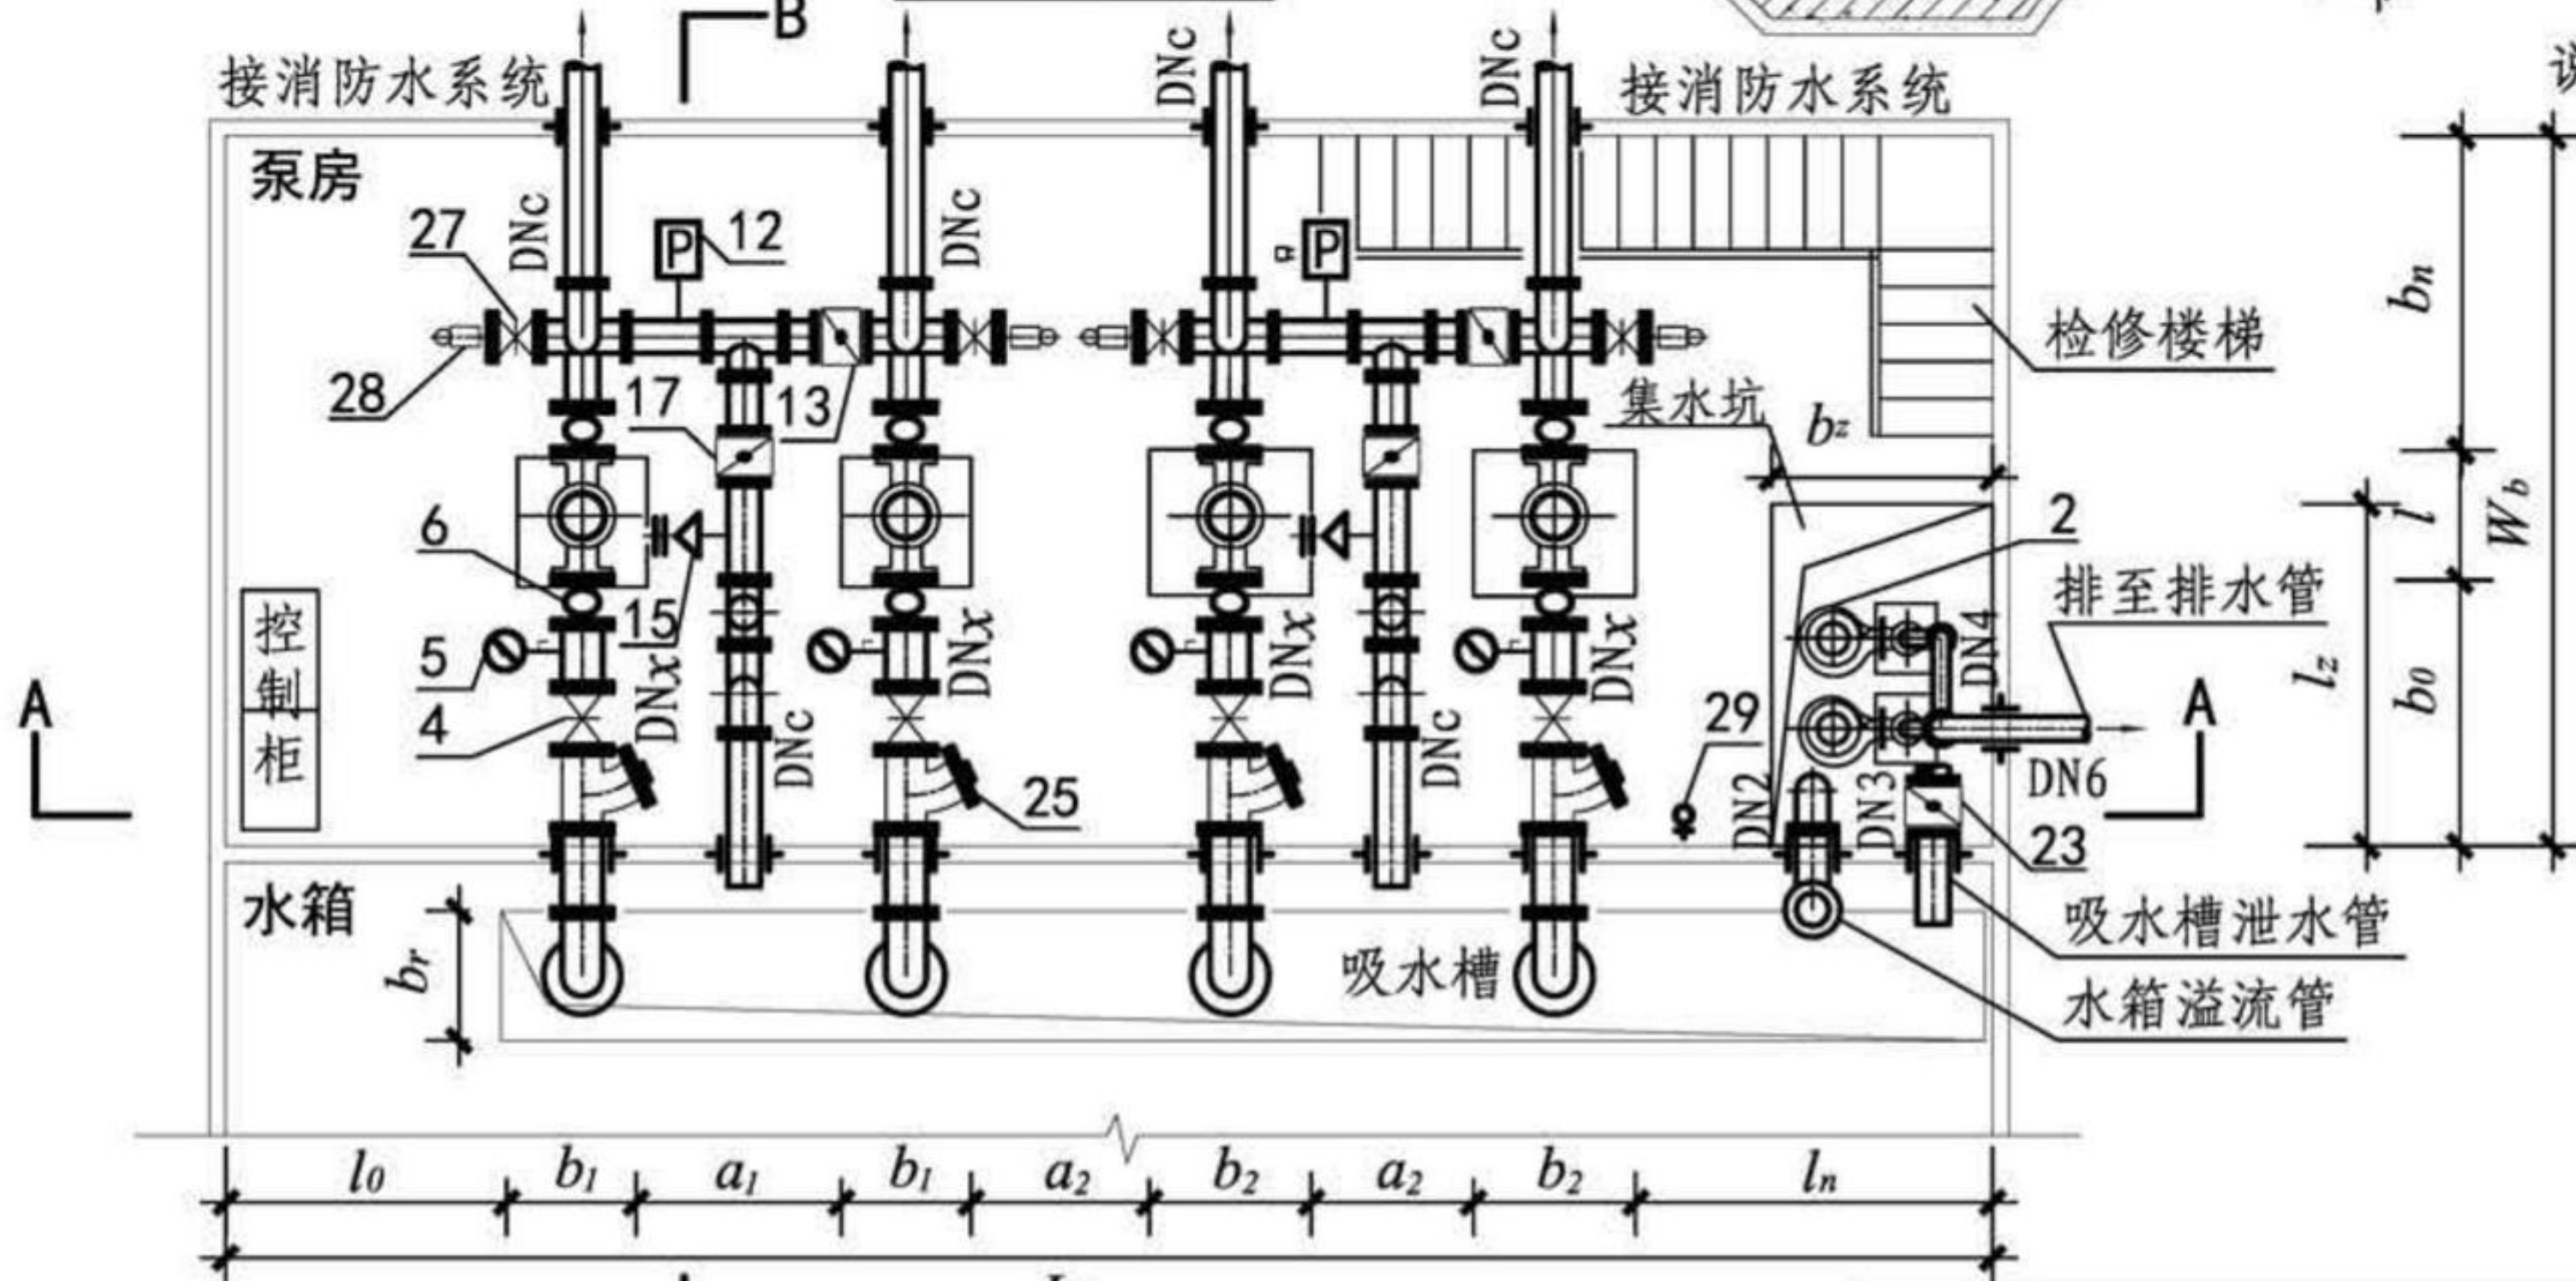 B
接消防水系统
DNc
DNc
接消防水系统
泵房
27
DNc
P
12
DNc
P
bn
检修楼梯
28
17
13
集水坑
bz
6
15
2
l
Wb
排至排水管
控制柜
5
4
DNx
DNc
DNx
DNx
DNc
DNx
DN4
lz
b0
A
25
29
DN2
DN3
DN6
A
23
水箱
br
吸水槽
吸水槽泄水管
水箱溢流管
l0
b1
a1
b1
a2
b2
a2
b2
ln